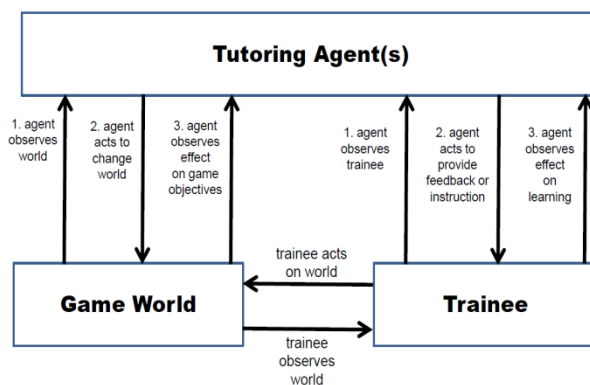 Tutoring Agent(s)
1. agent
observes
world
2. agent
acts to
change
world
3. agent
observes
effect
on game
objectives
1. agent
observes
trainee
2. agent
acts to
provide
feedback or
instruction
3. agent
observes
effect
on
learning
trainee acts
on world
Game World
Trainee
trainee
observes
world